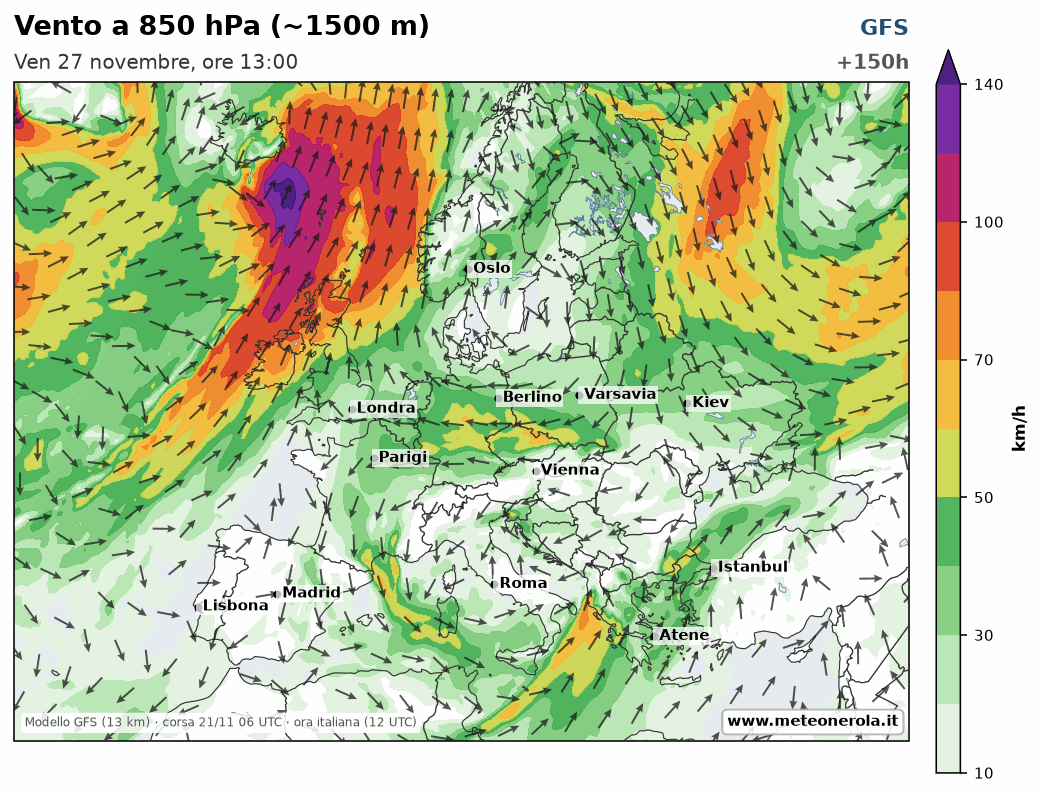 Vento a 850 hPa (~1500 m)
GFS
Ven 27 novembre, ore 13:00
+150h
140
100
70
50
30
10
km/h
Oslo
Berlino
Varsavia
Kiev
Londra
Parigi
Vienna
Istanbul
Roma
Madrid
Lisbona
Atene
Modello GFS (13 km) · corsa 21/11 06 UTC · ora italiana (12 UTC)
www.meteonerola.it